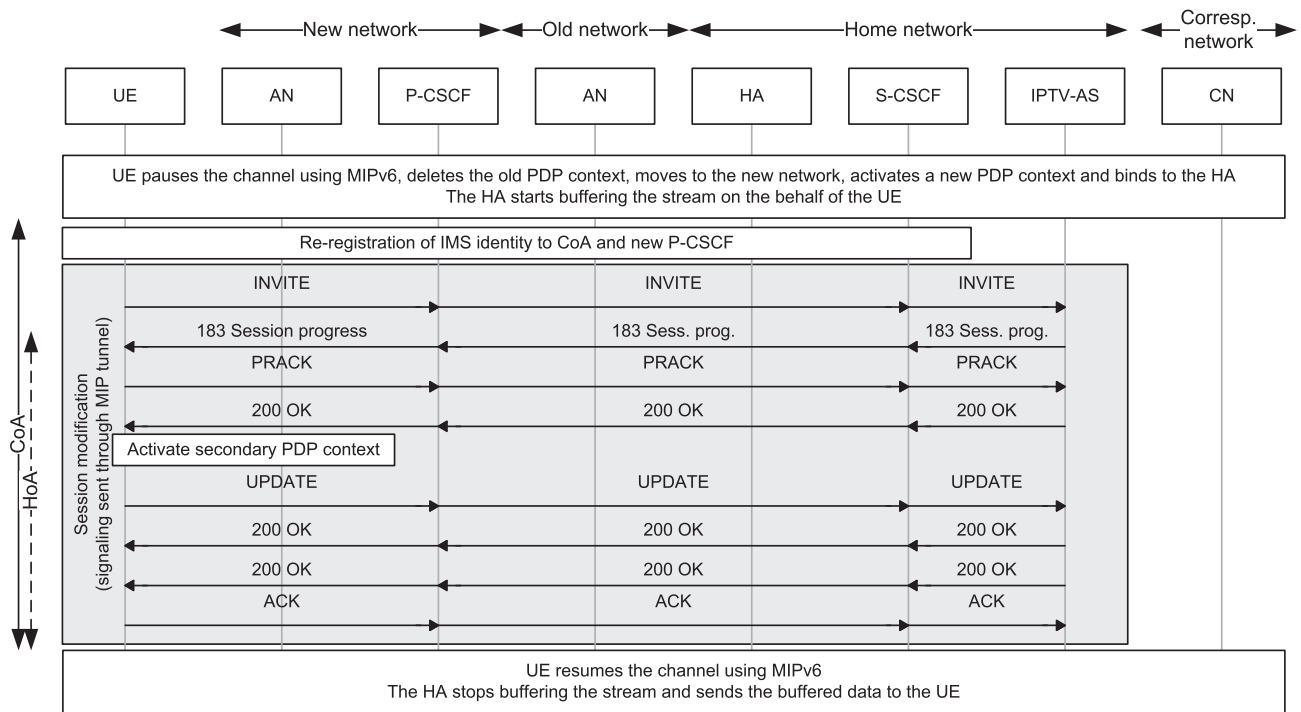 New network
Old network
Home network
Corresp.
network
UE
AN
P-CSCF
AN
HA
S-CSCF
IPTV-AS
CN
UE pauses the channel using MIPv6, deletes the old PDP context, moves to the new network, activates a new PDP context and binds to the HA
The HA starts buffering the stream on the behalf of the UE
Re-registration of IMS identity to CoA and new P-CSCF
CoA
HoA
Session modification
(signaling sent through MIP tunnel)
INVITE
INVITE
INVITE
183 Session progress
183 Sess. prog.
183 Sess. prog.
PRACK
PRACK
PRACK
200 OK
200 OK
200 OK
Activate secondary PDP context
UPDATE
UPDATE
UPDATE
200 OK
200 OK
200 OK
200 OK
200 OK
200 OK
ACK
ACK
ACK
UE resumes the channel using MIPv6
The HA stops buffering the stream and sends the buffered data to the UE